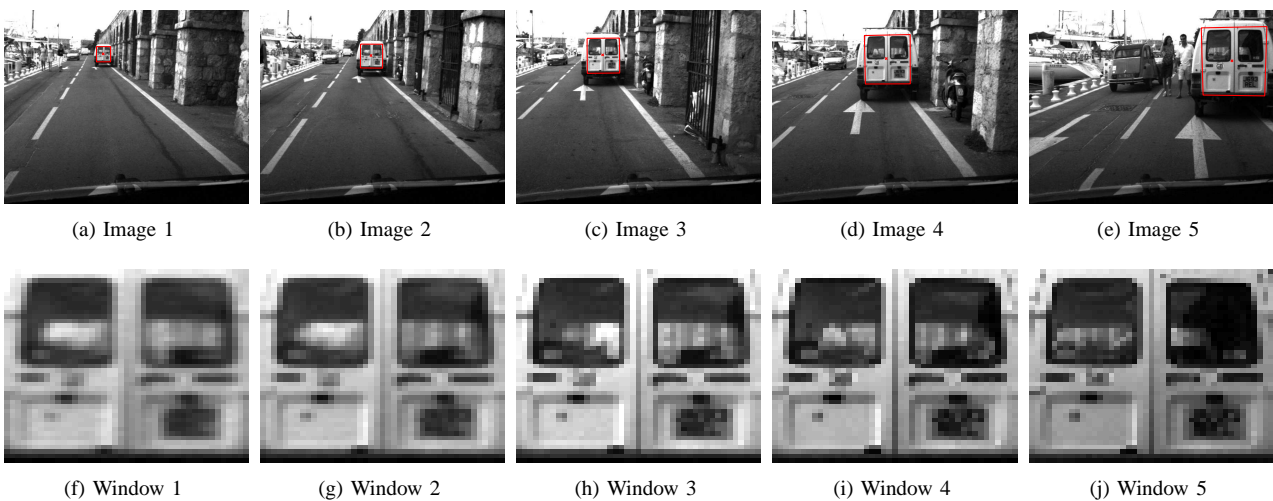 (a) Image 1
(b) Image 2
(c) Image 3
(d) Image 4
(e) Image 5
(f) Window 1
(g) Window 2
(h) Window 3
(i) Window 4
(j) Window 5